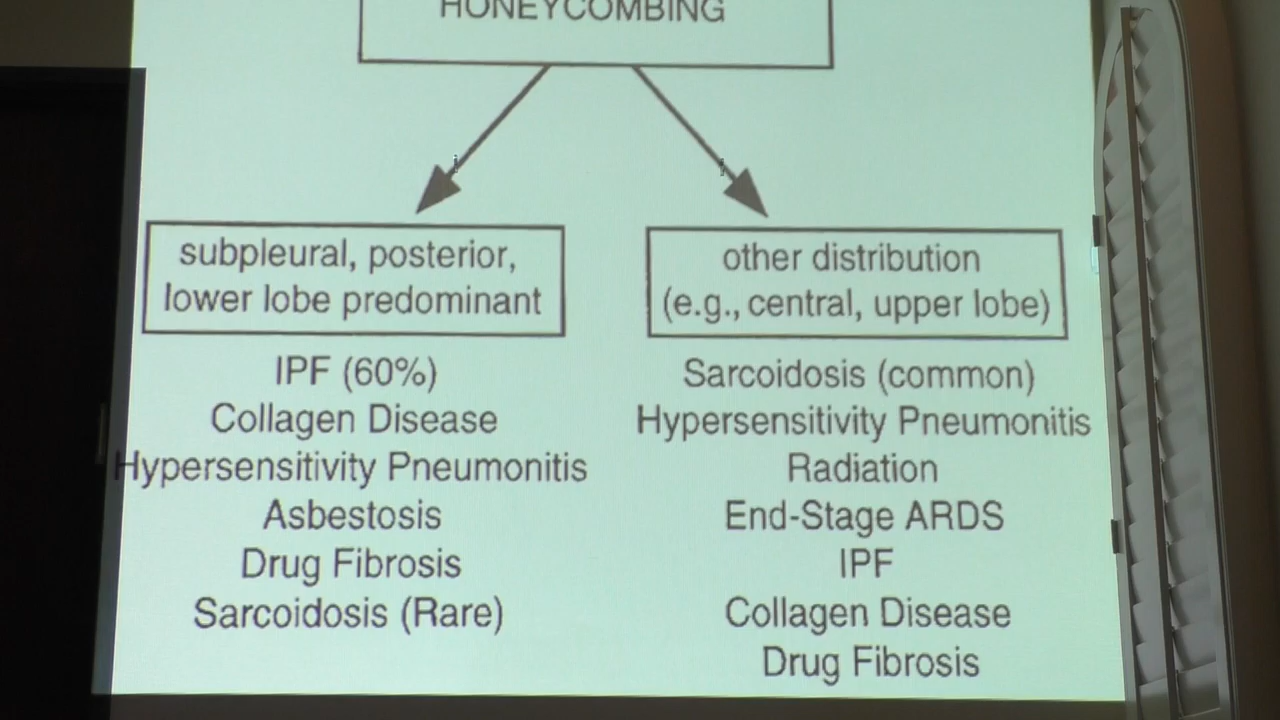 HONEYCOMBING
subpleural, posterior,
lower lobe predominant
IPF (60%)
Collagen Disease
Hypersensitivity Pneumonitis
Asbestosis
Drug Fibrosis
Sarcoidosis (Rare)
other distribution
(e.g., central, upper lobe)
Sarcoidosis (common)
Hypersensitivity Pneumonitis
Radiation
End-Stage ARDS
IPF
Collagen Disease
Drug Fibrosis